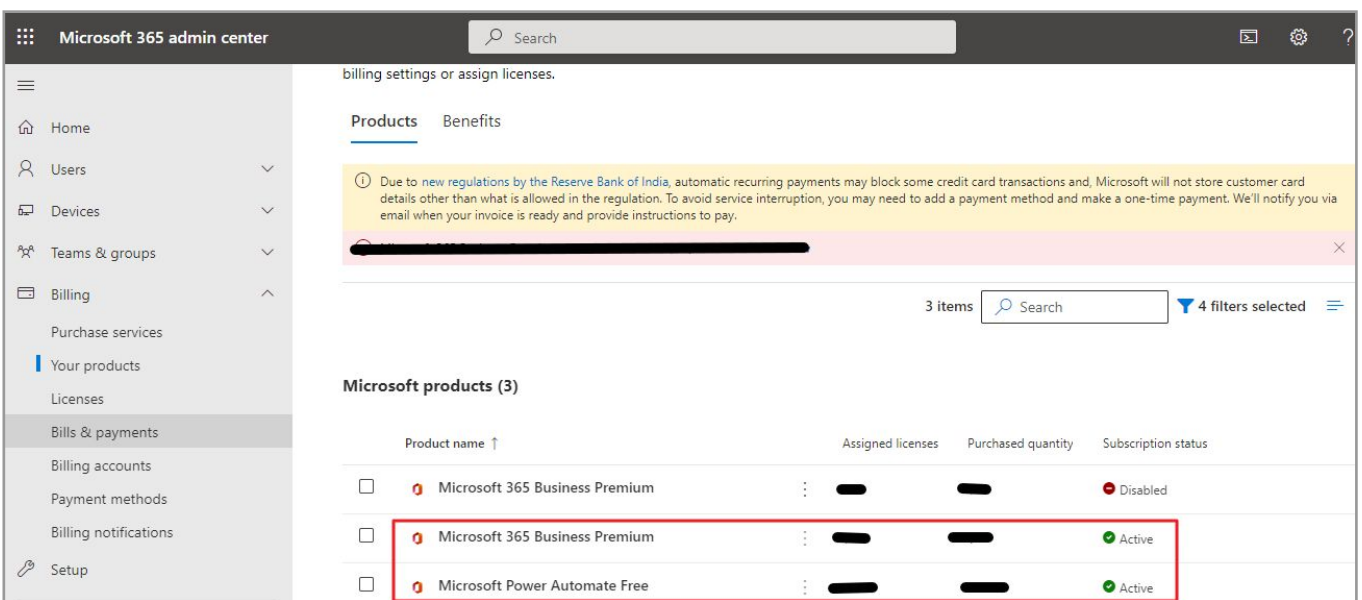 Microsoft 365 admin center
Search
?
billing settings or assign licenses.
Home
Products Benefits
Users
Due to new regulations by the Reserve Bank of India, automatic recurring payments may block some credit card transactions and, Microsoft will not store customer card
details other than what is allowed in the regulation. To avoid service interruption, you may need to add a payment method and make a one-time payment. We'll notify you via
email when your invoice is ready and provide instructions to pay.
Devices
Teams & groups
Billing
3 items Search 4 filters selected
Purchase services
Your products
Licenses
Microsoft products (3)
Bills & payments
Product name ↑ Assigned licenses Purchased quantity Subscription status
Billing accounts
Microsoft 365 Business Premium Disabled
Payment methods
Billing notifications
Microsoft 365 Business Premium Active
Setup
Microsoft Power Automate Free Active